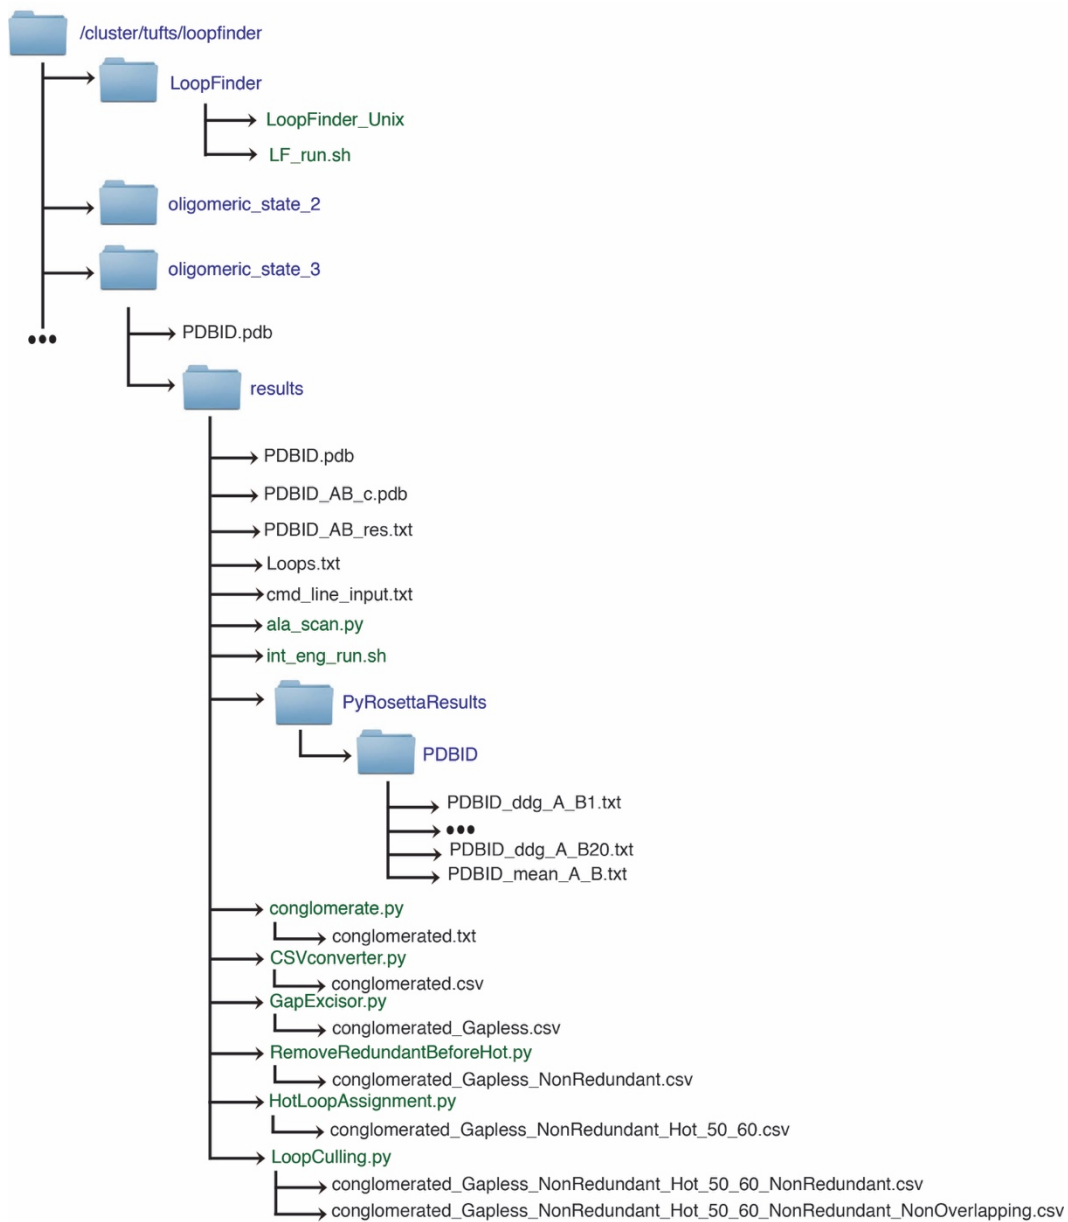 /cluster/tufts/loopfinder
LoopFinder
LoopFinder_Unix
LF_run.sh
oligomeric_state_2
oligomeric_state_3
PDBID.pdb
results
PDBID.pdb
PDBID_AB_c.pdb
PDBID_AB_res.txt
Loops.txt
cmd_line_input.txt
ala_scan.py
int_eng_run.sh
PyRosettaResults
PDBID
PDBID_ddg_A_B1.txt
PDBID_ddg_A_B20.txt
PDBID_mean_A_B.txt
conglomerate.py
conglomerated.txt
CSVconverter.py
conglomerated.csv
GapExcisor.py
conglomerated_Gapless.csv
RemoveRedundantBeforeHot.py
conglomerated_Gapless_NonRedundant.csv
HotLoopAssignment.py
conglomerated_Gapless_NonRedundant_Hot_50_60.csv
LoopCulling.py
conglomerated_Gapless_NonRedundant_Hot_50_60_NonRedundant.csv
conglomerated_Gapless_NonRedundant_Hot_50_60_NonRedundant_NonOverlapping.csv